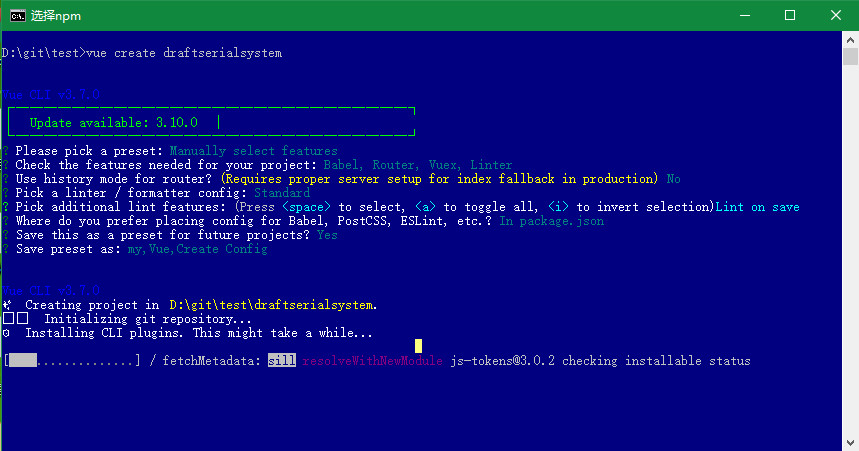 选择npm
D:\git\test>vue create draftserialsystem
Vue CLI v3.7.0
Update available: 3.10.0
? Please pick a preset: Manually select features
? Check the features needed for your project: Babel, Router, Vuex, Linter
? Use history mode for router? (Requires proper server setup for index fallback in production) No
? Pick a linter / formatter config: Standard
? Pick additional lint features: (Press <space> to select, <a> to toggle all, <i> to invert selection)Lint on save
? Where do you prefer placing config for Babel, PostCSS, ESLint, etc.? In package.json
? Save this as a preset for future projects? Yes
? Save preset as: my,Vue,Create Config
Vue CLI v3.7.0
Creating project in D:\git\test\draftserialsystem.
Initializing git repository...
Installing CLI plugins. This might take a while...
[ ..............] / fetchMetadata: sill resolveWithNewModule js-tokens@3.0.2 checking installable status